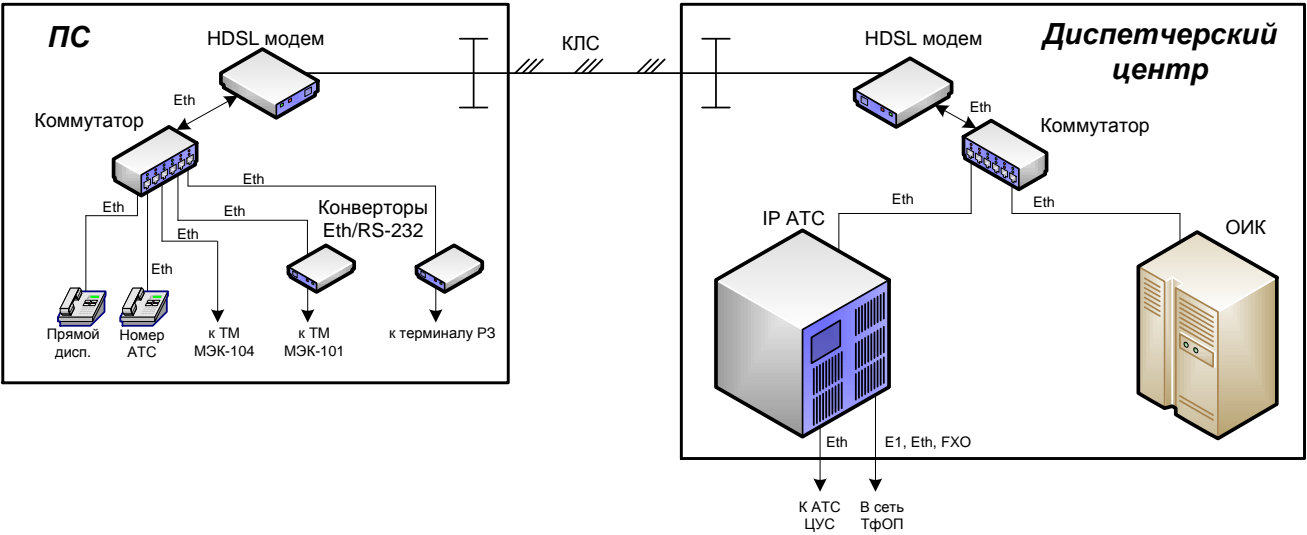 ПС
HDSL модем
КЛС
HDSL модем
Диспетчерский
центр
Eth
Eth
Коммутатор
Коммутатор
Eth
Eth
Eth
Eth
Eth
Eth
Eth
Eth
Конверторы
Eth/RS-232
IP АТС
ОИК
Прямой
дисп.
Номер
АТС
к ТМ
МЭК-104
к ТМ
МЭК-101
к терминалу РЗ
Eth
E1, Eth, FXO
К АТС
ЦУС
В сеть
ТфОП